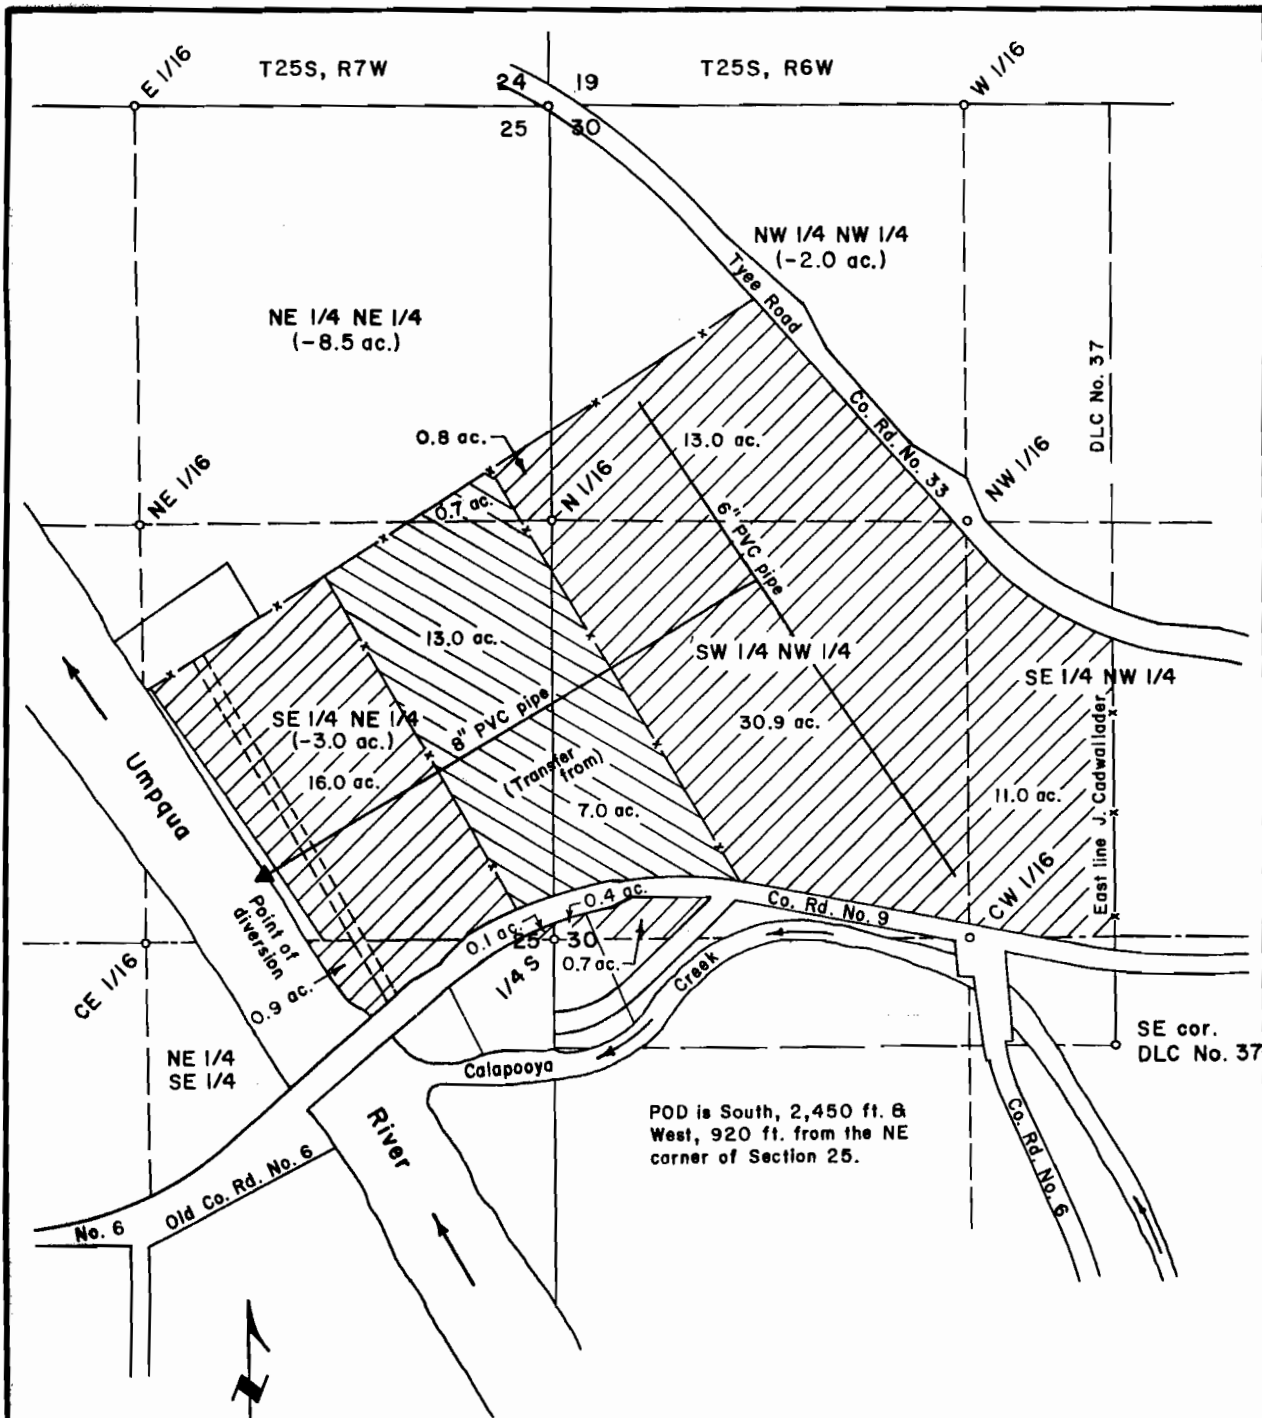 T25S, R7W
T25S, R6W
E 1/16
24
19
W 1/16
25
30
NW 1/4 NW 1/4
(-2.0 ac.)
Tyee Road
NE 1/4 NE 1/4
(-8.5 ac.)
DLC No. 37
Co. Rd. No. 33
0.8 ac.
13.0 ac.
NE 1/16
N 1/16
NW 1/16
0.7 ac.
6" PVC pipe
13.0 ac.
SW 1/4 NW 1/4
SE 1/4 NW 1/4
SE 1/4 NE 1/4
(-3.0 ac.)
8" PVC pipe
30.9 ac.
16.0 ac.
(Transfer
from)
7.0 ac.
11.0 ac.
East line J. Cadwallader
Umpqua
Point of
diversion
0.4 ac.
Co. Rd. No. 9
CW 1/16
0.1 ac.
25
30
1/4 S
0.7 ac.
Creek
CE 1/16
0.9 ac.
NE 1/4
SE 1/4
Calapooya
SE cor.
DLC No. 37
POD is South, 2,450 ft. &
West, 920 ft. from the NE
corner of Section 25.
River
Co. Rd. No. 6
Old Co. Rd. No. 6
No. 6
N